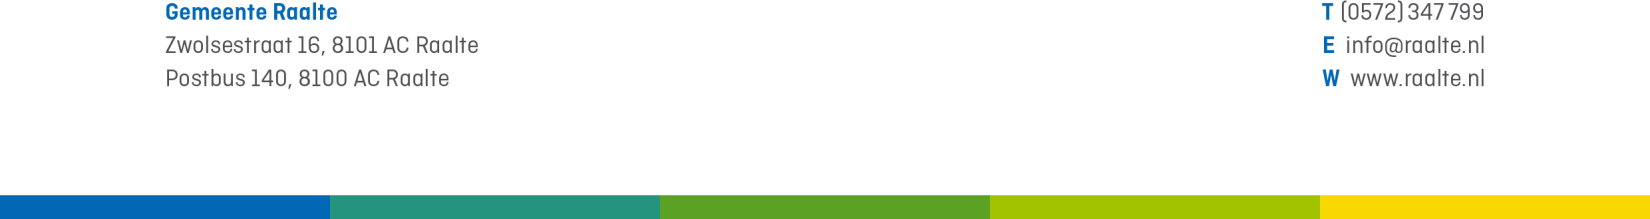 Gemeente Raalte
Zwolsestraat 16, 8101 AC Raalte
Postbus 140, 8100 AC Raalte
T (0572) 347 799
E info@raalte.nl
W www.raalte.nl